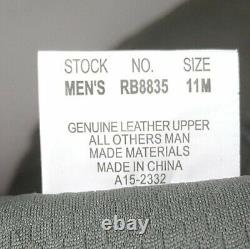 STOCK NO. SIZE
MEN'S RB8835 11M
GENUINE LEATHER UPPER
ALL OTHERS MAN
MADE MATERIALS
MADE IN CHINA
A15-2332
ebay